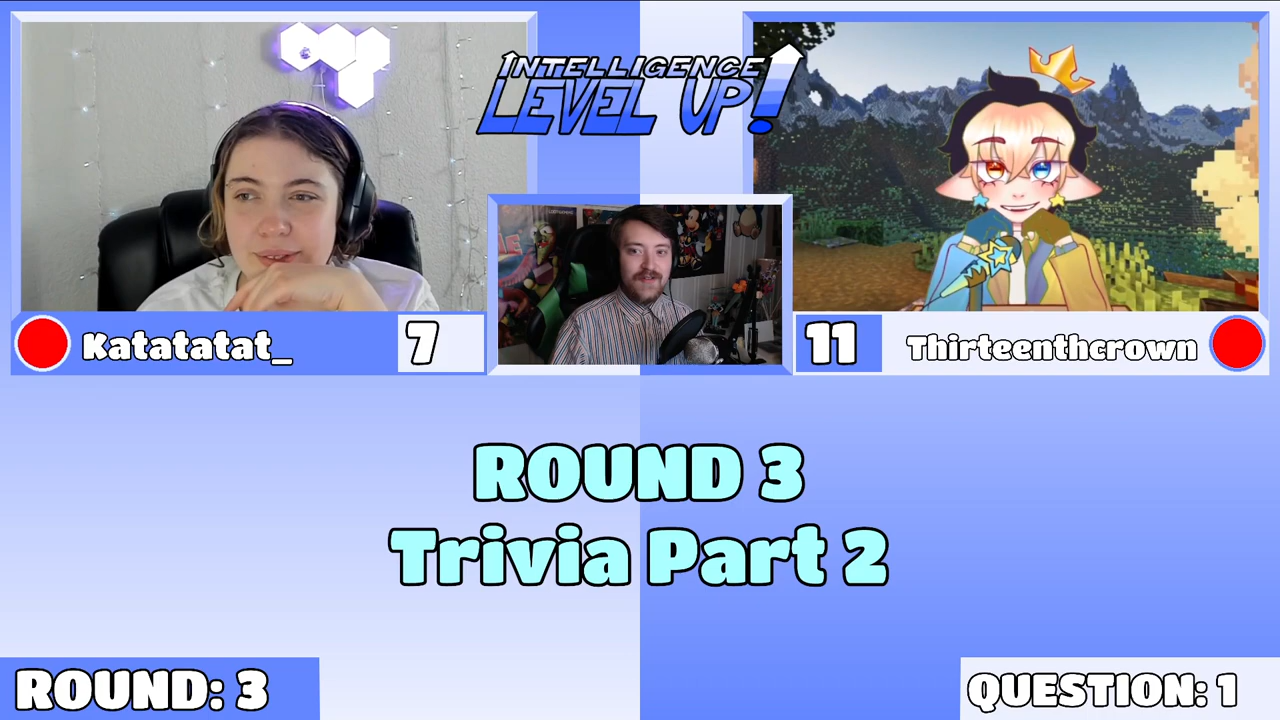 INTELLIGENCE
LEVEL UP!
Katatatat_
7
11
Thirteenthcrown
ROUND 3
Trivia Part 2
ROUND: 3
QUESTION: 1